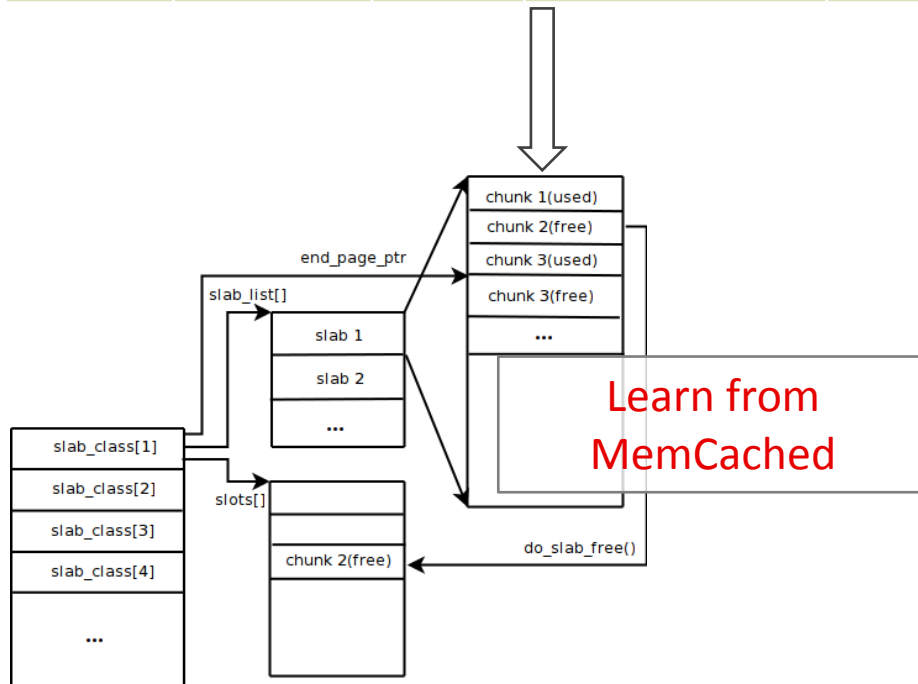 chunk 1(used)
chunk 2(free)
end_page_ptr
chunk 3(used)
slab_list[]
chunk 3(free)
slab 1
...
slab 2
Learn from
MemCached
...
slab_class[1]
slab_class[2]
slots[]
slab_class[3]
do_slab_free()
chunk 2(free)
slab_class[4]
...